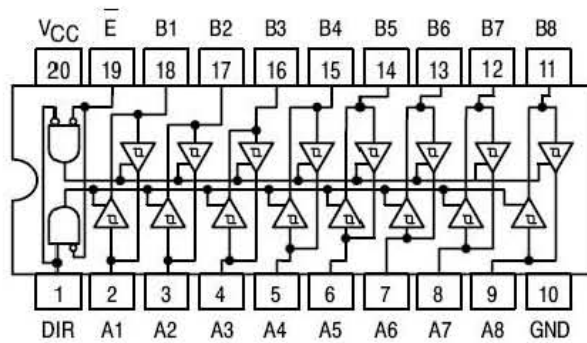 VCC E B1 B2 B3 B4 B5 B6 B7 B8
20 19 18 17 16 15 14 13 12 11
1 2 3 4 5 6 7 8 9 10
DIR A1 A2 A3 A4 A5 A6 A7 A8 GND